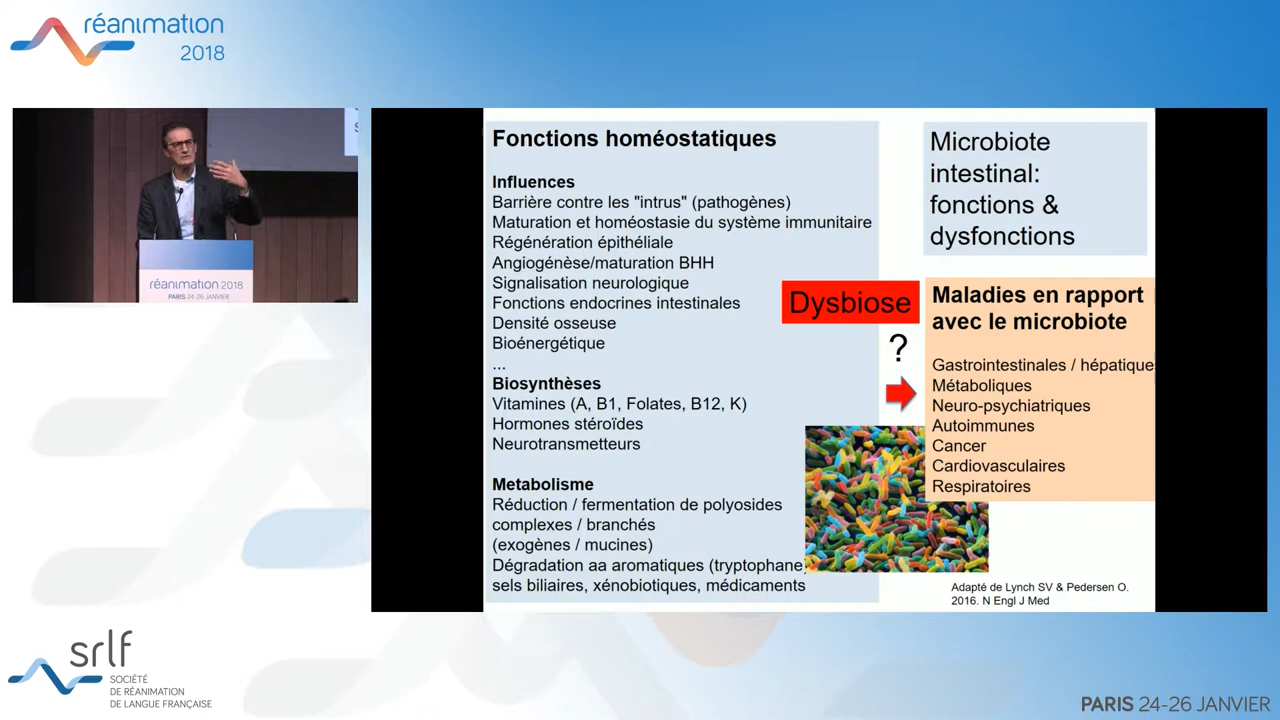 réanimation
2018
S
réanimation 2018
PARIS 24-26 JANVIER
Fonctions homéostatiques
Influences
Barrière contre les "intrus" (pathogènes)
Maturation et homéostasie du système immunitaire
Régénération épithéliale
Angiogénèse/maturation BHH
Signalisation neurologique
Fonctions endocrines intestinales
Densité osseuse
Bioénergétique
...
Biosynthèses
Vitamines (A, B1, Folates, B12, K)
Hormones stéroïdes
Neurotransmetteurs
Metabolisme
Réduction / fermentation de polyosides
complexes / branchés
(exogènes / mucines)
Dégradation aa aromatiques (tryptophane)
sels biliaires, xénobiotiques, médicaments
Dysbiose
?
Microbiote
intestinal:
fonctions &
dysfonctions
Maladies en rapport
avec le microbiote
Gastrointestinales / hépatique
Métaboliques
Neuro-psychiatriques
Autoimmunes
Cancer
Cardiovasculaires
Respiratoires
Adapté de Lynch SV & Pedersen O.
2016. N Engl J Med
srlf
SOCIÉTÉ
DE RÉANIMATION
DE LANGUE FRANÇAISE
PARIS 24-26 JANVIER